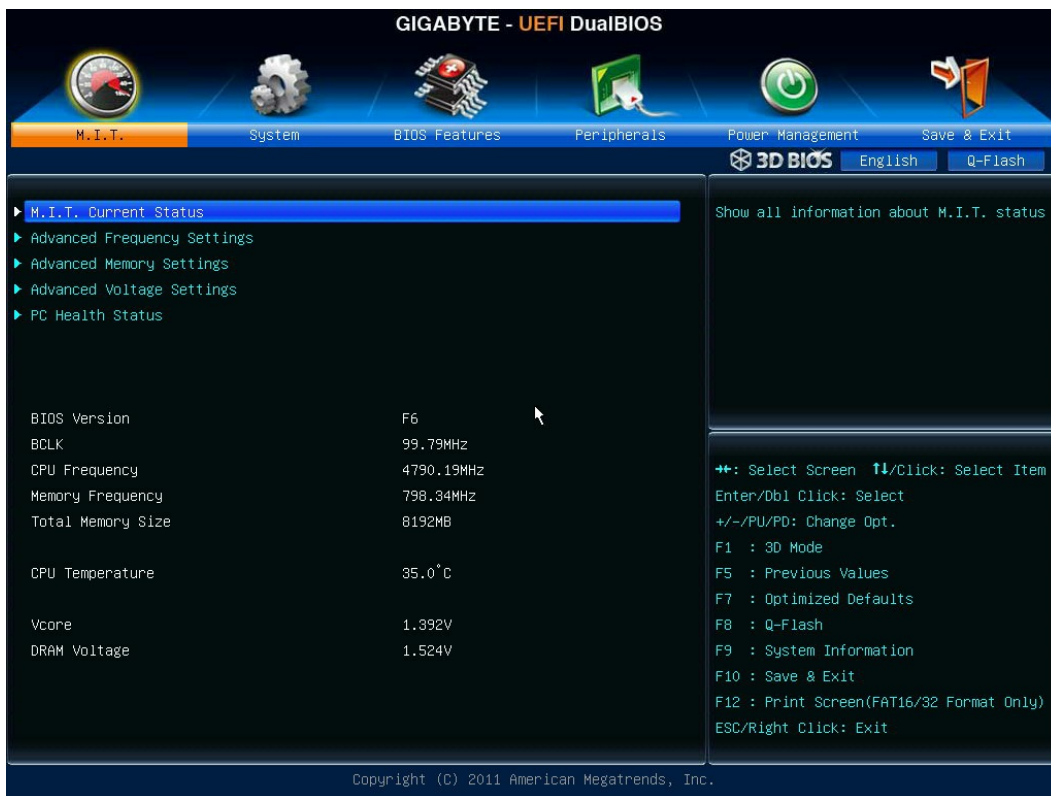 GIGABYTE - UEFI DualBIOS
M.I.T. System BIOS Features Peripherals Power Management Save & Exit
3D BIOS English Q-Flash
M.I.T. Current Status
Advanced Frequency Settings
Advanced Memory Settings
Advanced Voltage Settings
PC Health Status
BIOS Version F6
BCLK 99.79MHz
CPU Frequency 4790.19MHz
Memory Frequency 798.34MHz
Total Memory Size 8192MB
CPU Temperature 35.0°C
Vcore 1.392V
DRAM Voltage 1.524V
Show all information about M.I.T. status
→←: Select Screen ↑↓/Click: Select Item
Enter/Dbl Click: Select
+/-/PU/PD: Change Opt.
F1 : 3D Mode
F5 : Previous Values
F7 : Optimized Defaults
F8 : Q-Flash
F9 : System Information
F10 : Save & Exit
F12 : Print Screen(FAT16/32 Format Only)
ESC/Right Click: Exit
Copyright (C) 2011 American Megatrends, Inc.